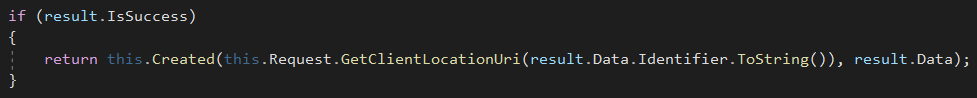 if (result.IsSuccess)
{
return this.Created(this.Request.GetClientLocationUri(result.Data.Identifier.ToString()), result.Data);
}